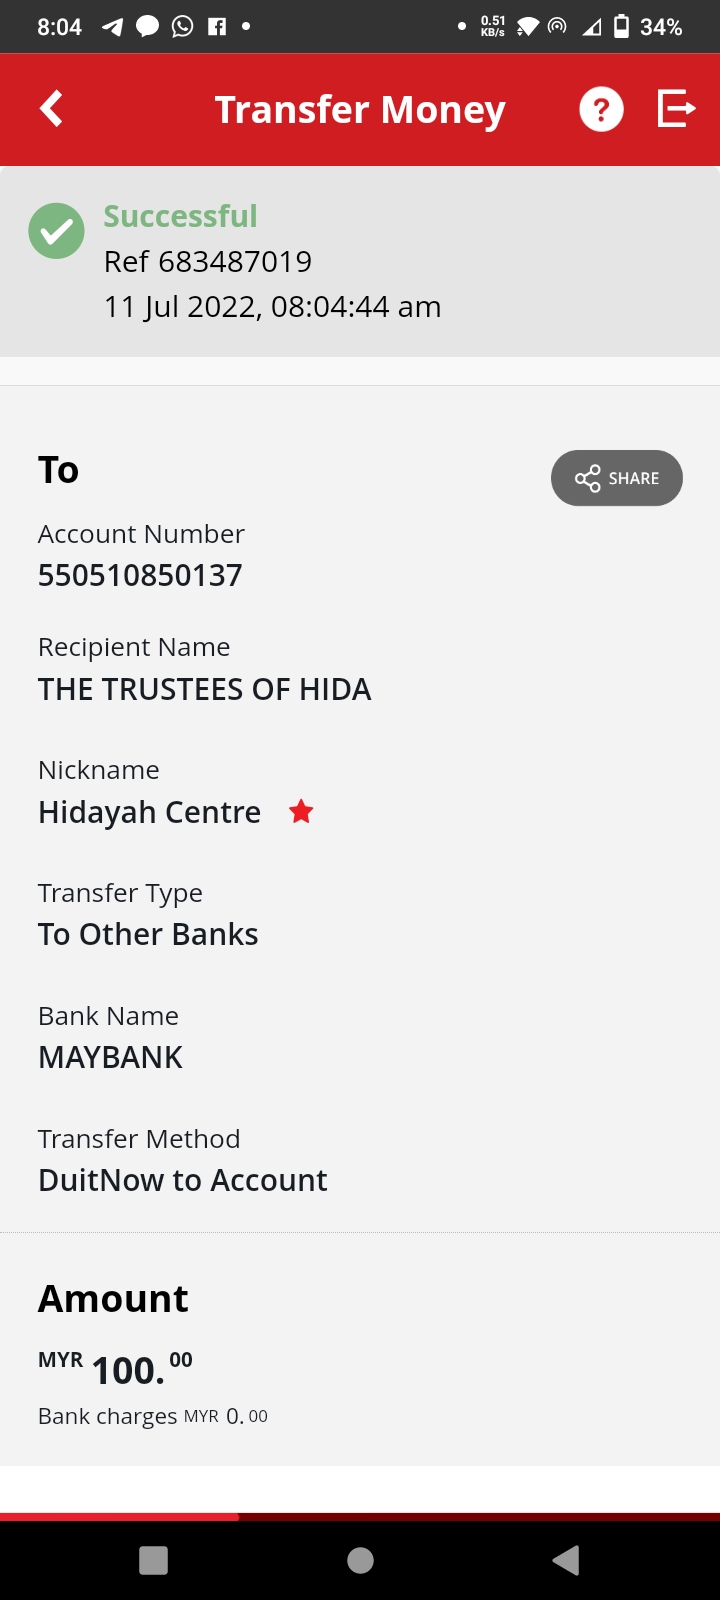 8:04
0.51
KB/s
34%
Transfer Money
?
Successful
Ref 683487019
11 Jul 2022, 08:04:44 am
To
SHARE
Account Number
550510850137
Recipient Name
THE TRUSTEES OF HIDA
Nickname
Hidayah Centre
Transfer Type
To Other Banks
Bank Name
MAYBANK
Transfer Method
DuitNow to Account
Amount
MYR 100.00
Bank charges MYR 0.00